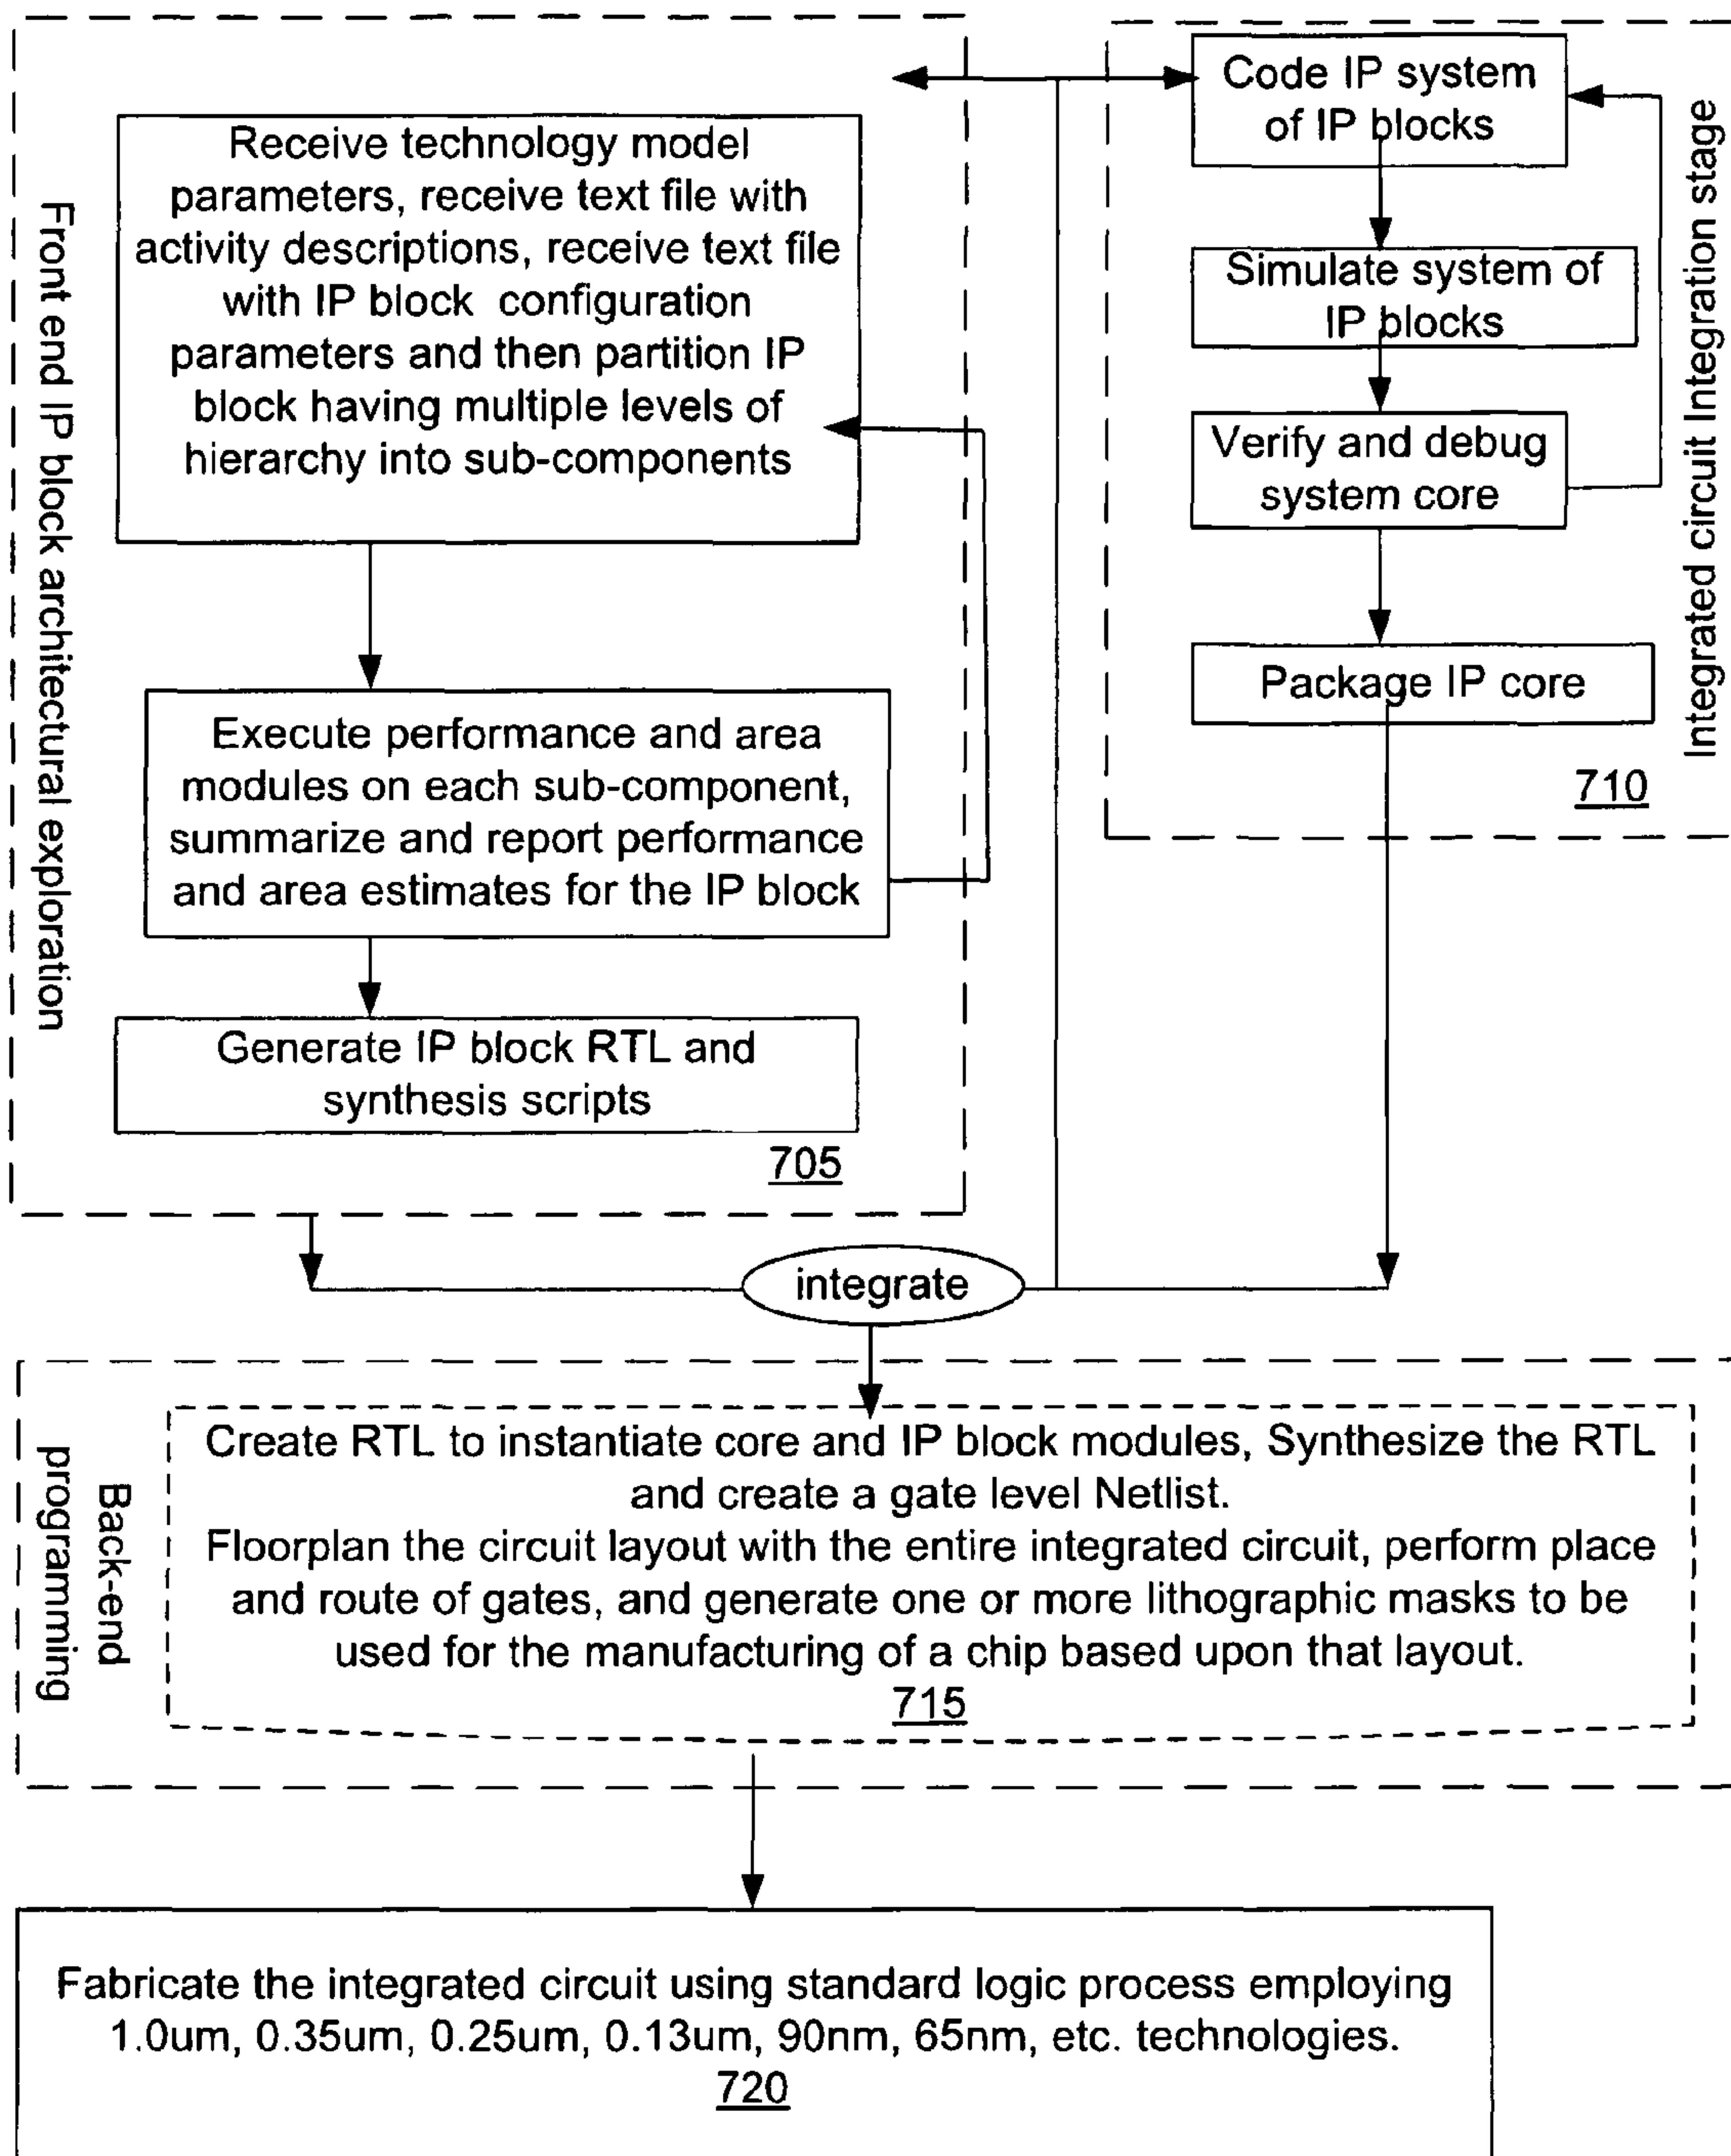 Front end IP block architectural exploration
Receive technology model
parameters, receive text file with
activity descriptions, receive text file
with IP block configuration
parameters and then partition IP
block having multiple levels of
hierarchy into sub-components
Execute performance and area
modules on each sub-component,
summarize and report performance
and area estimates for the IP block
Generate IP block RTL and
synthesis scripts
705
Integrated circuit Integration stage
Code IP system
of IP blocks
Simulate system of
IP blocks
Verify and debug
system core
Package IP core
710
integrate
Back-end
programming
Create RTL to instantiate core and IP block modules, Synthesize the RTL
and create a gate level Netlist.
Floorplan the circuit layout with the entire integrated circuit, perform place
and route of gates, and generate one or more lithographic masks to be
used for the manufacturing of a chip based upon that layout.
715
Fabricate the integrated circuit using standard logic process employing
1.0um, 0.35um, 0.25um, 0.13um, 90nm, 65nm, etc. technologies.
720